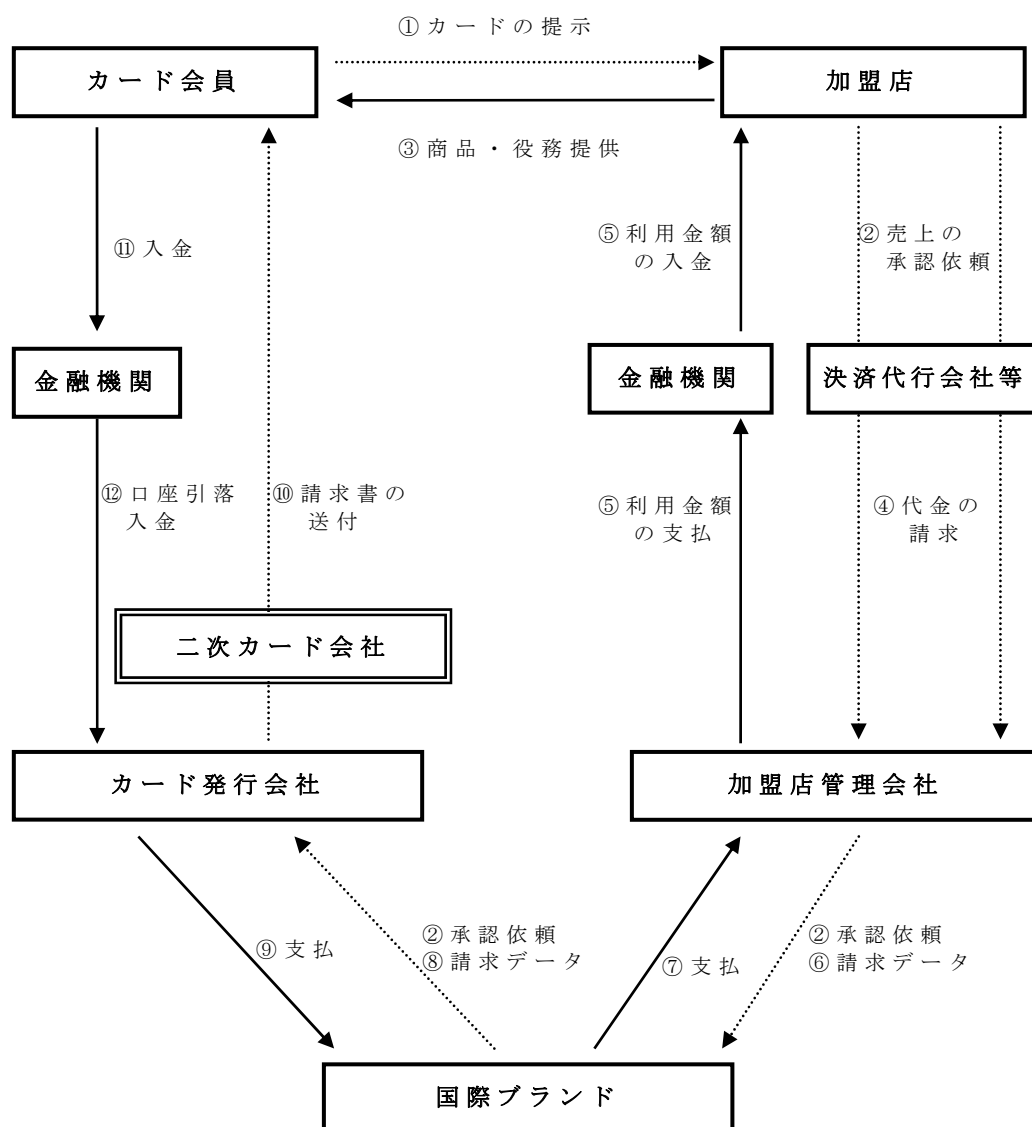 ①カードの提示
カード会員
加盟店
③商品・役務提供
⑪入金
⑤利用金額
の入金
②売上の
承認依頼
金融機関
金融機関
決済代行会社等
⑫口座引落
入金
⑩請求書の
送付
⑤利用金額
の支払
④代金の
請求
二次カード会社
カード発行会社
加盟店管理会社
⑨支払
②承認依頼
⑧請求データ
⑦支払
②承認依頼
⑥請求データ
国際ブランド